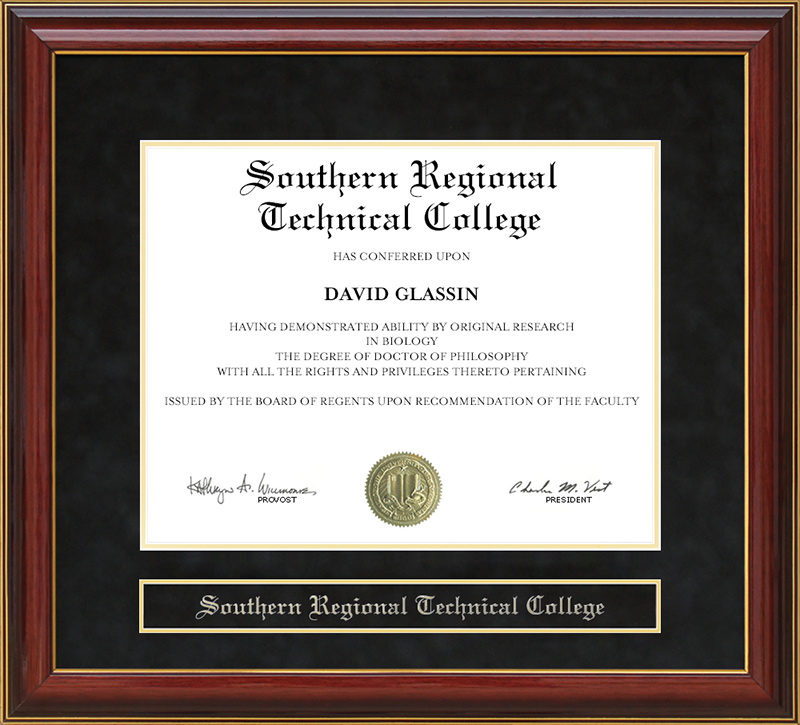 Southern Regional
Technical College
HAS CONFERRED UPON
DAVID GLASSIN
HAVING DEMONSTRATED ABILITY BY ORIGINAL RESEARCH
IN BIOLOGY
THE DEGREE OF DOCTOR OF PHILOSOPHY
WITH ALL THE RIGHTS AND PRIVILEGES THERETO PERTAINING
ISSUED BY THE BOARD OF REGENTS UPON RECOMMENDATION OF THE FACULTY
PROVOST
Charles M. Vest
PRESIDENT
Southern Regional Technical College